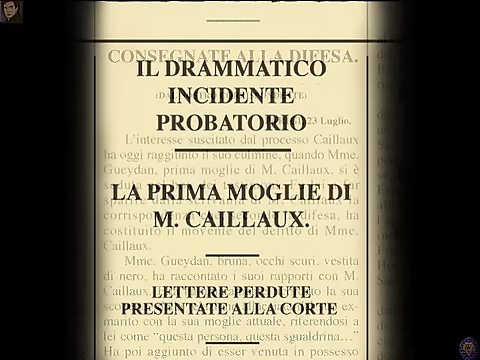 CONSEGNATE ALLA DIFESA.
IL DRAMMATICO
INCIDENTE
PROBATORIO
23 Luglio.
LA PRIMA MOGLIE DI
M. CAILLAUX.
LETTERE PERDUTE
PRESENTATE ALLA CORTE
L'interesse suscitato dal processo Caillaux
ha oggi raggiunto il suo culmine, quando Mme.
Gueydan, prima moglie di M. Caillaux, si è
ha
costituito il movente del delitto di Mme.
Caillaux.
Mme. Gueydan, bruna, occhi scuri, vestita
di nero, ha raccontato i suoi rapporti con M.
marito con la sua moglie attuale, riferendosi a
lei come "questa persona, questa sgualdrina..."
Ha poi aggiunto di esser venuta in possesso